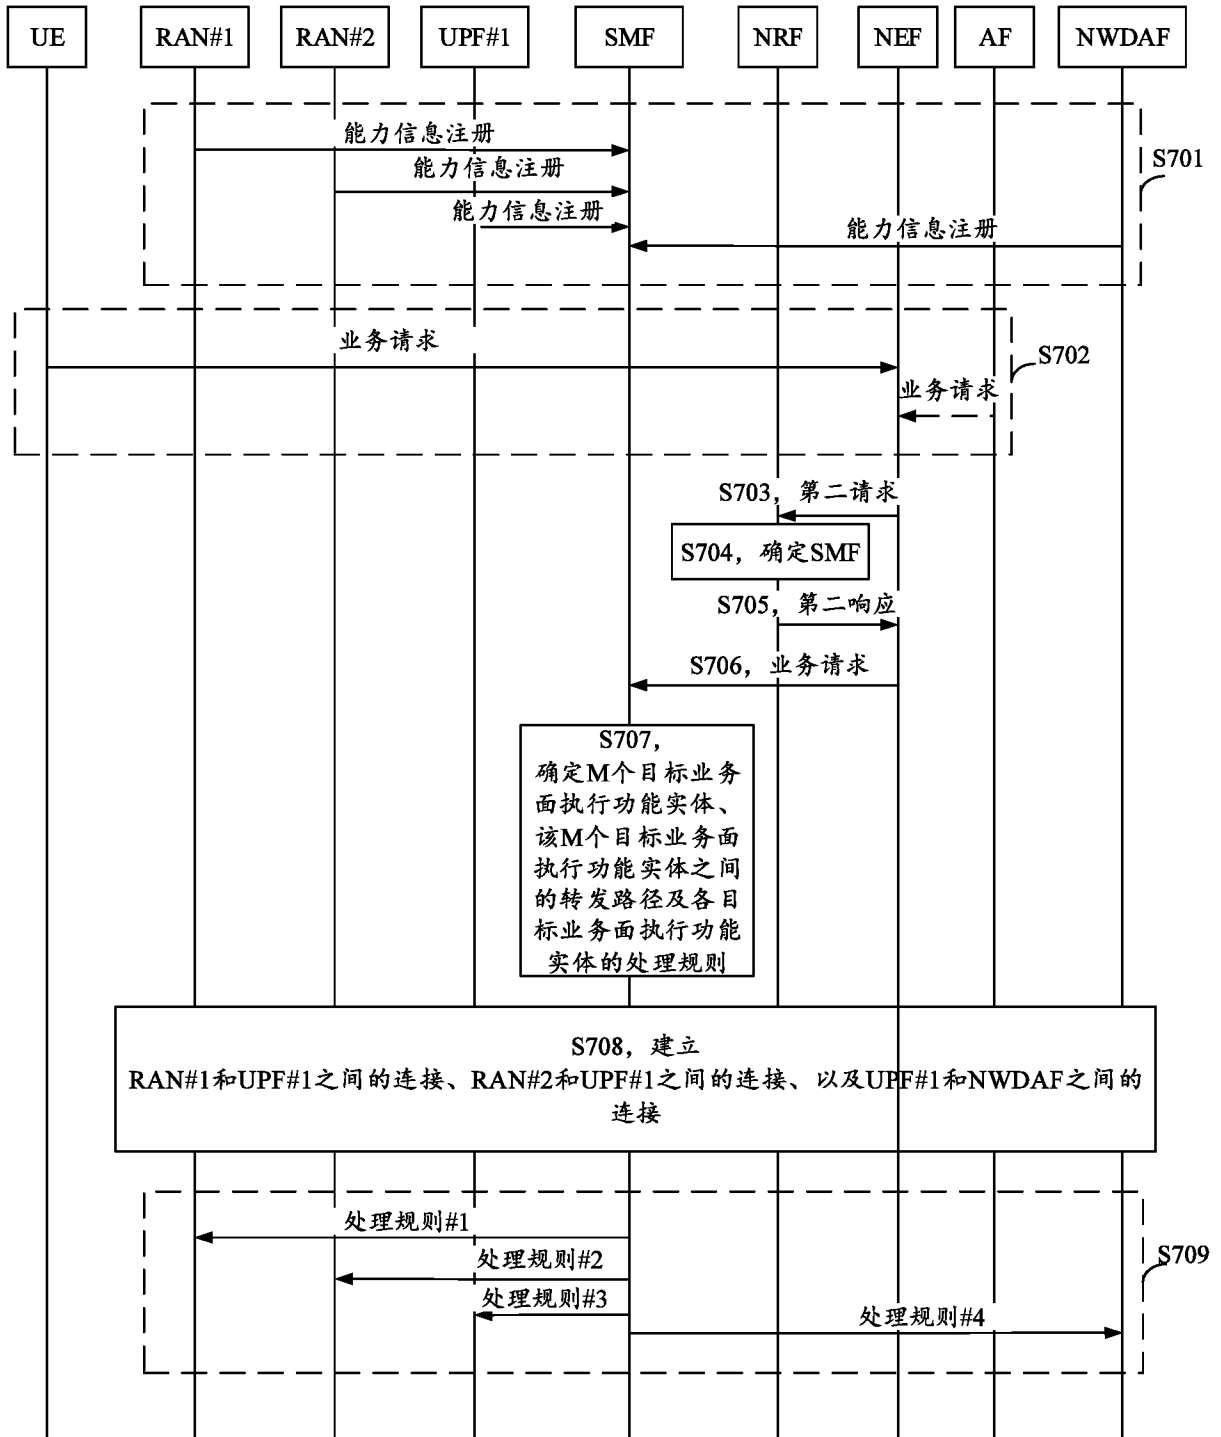 UE
RAN#1
RAN#2
UPF#1
SMF
NRF
NEF
AF
NWDAF
能力信息注册
能力信息注册
能力信息注册
能力信息注册
S701
业务请求
业务请求
S702
S703，第二请求
S704，确定SMF
S705，第二响应
S706，业务请求
S707，
确定M个目标业务
面执行功能实体、
该M个目标业务面
执行功能实体之间
的转发路径及各目
标业务面执行功能
实体的处理规则
S708，建立
RAN#1和UPF#1之间的连接、RAN#2和UPF#1之间的连接、以及UPF#1和NWDAF之间的
连接
处理规则#1
处理规则#2
处理规则#3
处理规则#4
S709